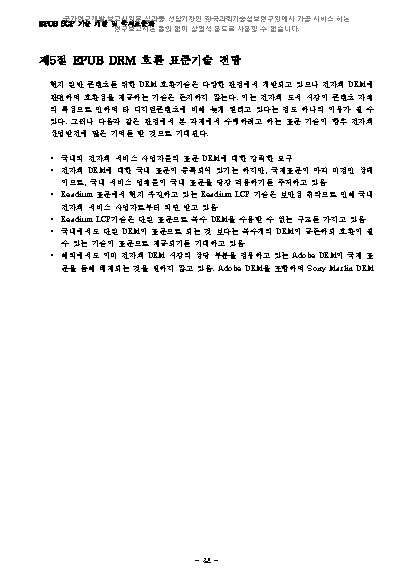 국가연구개발 보고서원문 성과물 전담기관인 한국과학기술정보연구원에서 가공·서비스 하는
연구보고서는 동의 없이 상업적 용도로 사용할 수 없습니다.
EPUB LCP 기술 개발 및 국제표준화
제5절 EPUB DRM 호환 표준기술 전망
현재 일반 콘텐츠를 위한 DRM 호환기술은 다양한 관점에서 개발되고 있으나 전자책 DRM에
관련하여 호환성을 제공하는 기술은 존재하지 않는다. 이는 전자책 도서 시장이 콘텐츠 자체
의 특성으로 인하여 타 디지털콘텐츠에 비해 늦게 열리고 있다는 점도 하나의 이유가 될 수
있다. 그러나 다음과 같은 관점에서 본 과제에서 수행하려고 하는 표준 기술이 향후 전자책
산업발전에 많은 기여를 할 것으로 기대된다.
• 국내의 전자책 서비스 사업자들의 표준 DRM에 대한 강력한 요구
• 전자책 DRM에 대한 국내 표준이 등록되어 있기는 하지만, 국제표준이 아직 미정인 상태
이므로, 국내 서비스 업체들이 국내 표준을 당장 적용하기를 주저하고 있음
• Readium 표준에서 현재 추진하고 있는 Readium LCP 기술은 보안성 취약으로 인해 국내
전자책 서비스 사업자로부터 외면 받고 있음
• Readium LCP기술은 단일 표준으로 복수 DRM을 수용할 수 없는 구조를 가지고 있음
• 국내에서도 단일 DRM이 표준으로 되는 것 보다는 복수개의 DRM이 공존하되 호환이 될
수 있는 기술이 표준으로 제공되기를 기대하고 있음
• 해외에서도 이미 전자책 DRM 시장의 상당 부분을 점유하고 있는 Adobe DRM이 국제 표
준을 통해 배제되는 것을 원하지 않고 있음. Adobe DRM을 포함하여 Sony Marlin DRM